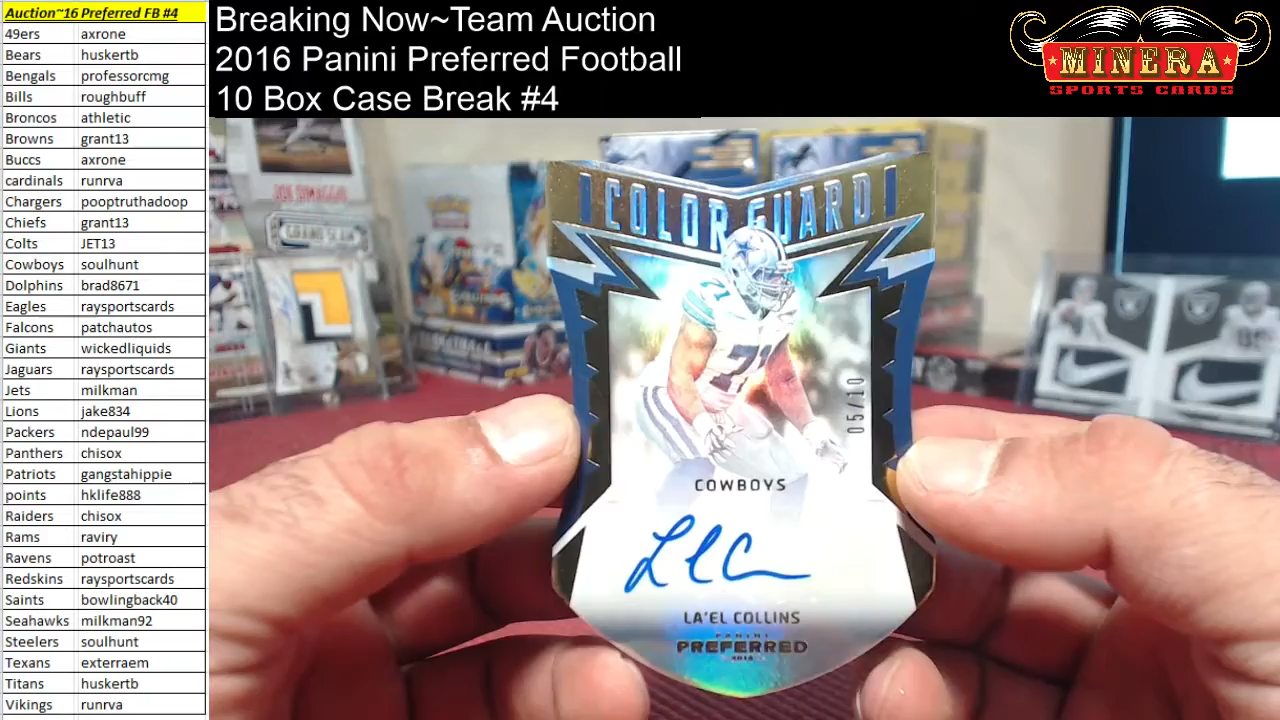 Auction~16 Preferred FB #4
49ers axrone
Bears huskertb
Bengals professorcmg
Bills roughbuff
Broncos athletic
Browns grant13
Buccs axrone
cardinals runrva
Chargers pooptruthadoop
Chiefs grant13
Colts JET13
Cowboys soulhunt
Dolphins brad8671
Eagles raysportscards
Falcons patchautos
Giants wickedliquids
Jaguars raysportscards
Jets milkman
Lions jake834
Packers ndepaul99
Panthers chisox
Patriots gangstahippie
points hklife888
Raiders chisox
Rams raviry
Ravens potroast
Redskins raysportscards
Saints bowlingback40
Seahawks milkman92
Steelers soulhunt
Texans exterraem
Titans huskertb
Vikings runrva
Breaking Now~Team Auction
2016 Panini Preferred Football
10 Box Case Break #4
MINERA
SPORTS CARDS
COLOR GUARD
71
05/10
COWBOYS
LA'EL COLLINS
PANINI
PREFERRED
2016
GRAND SLAM